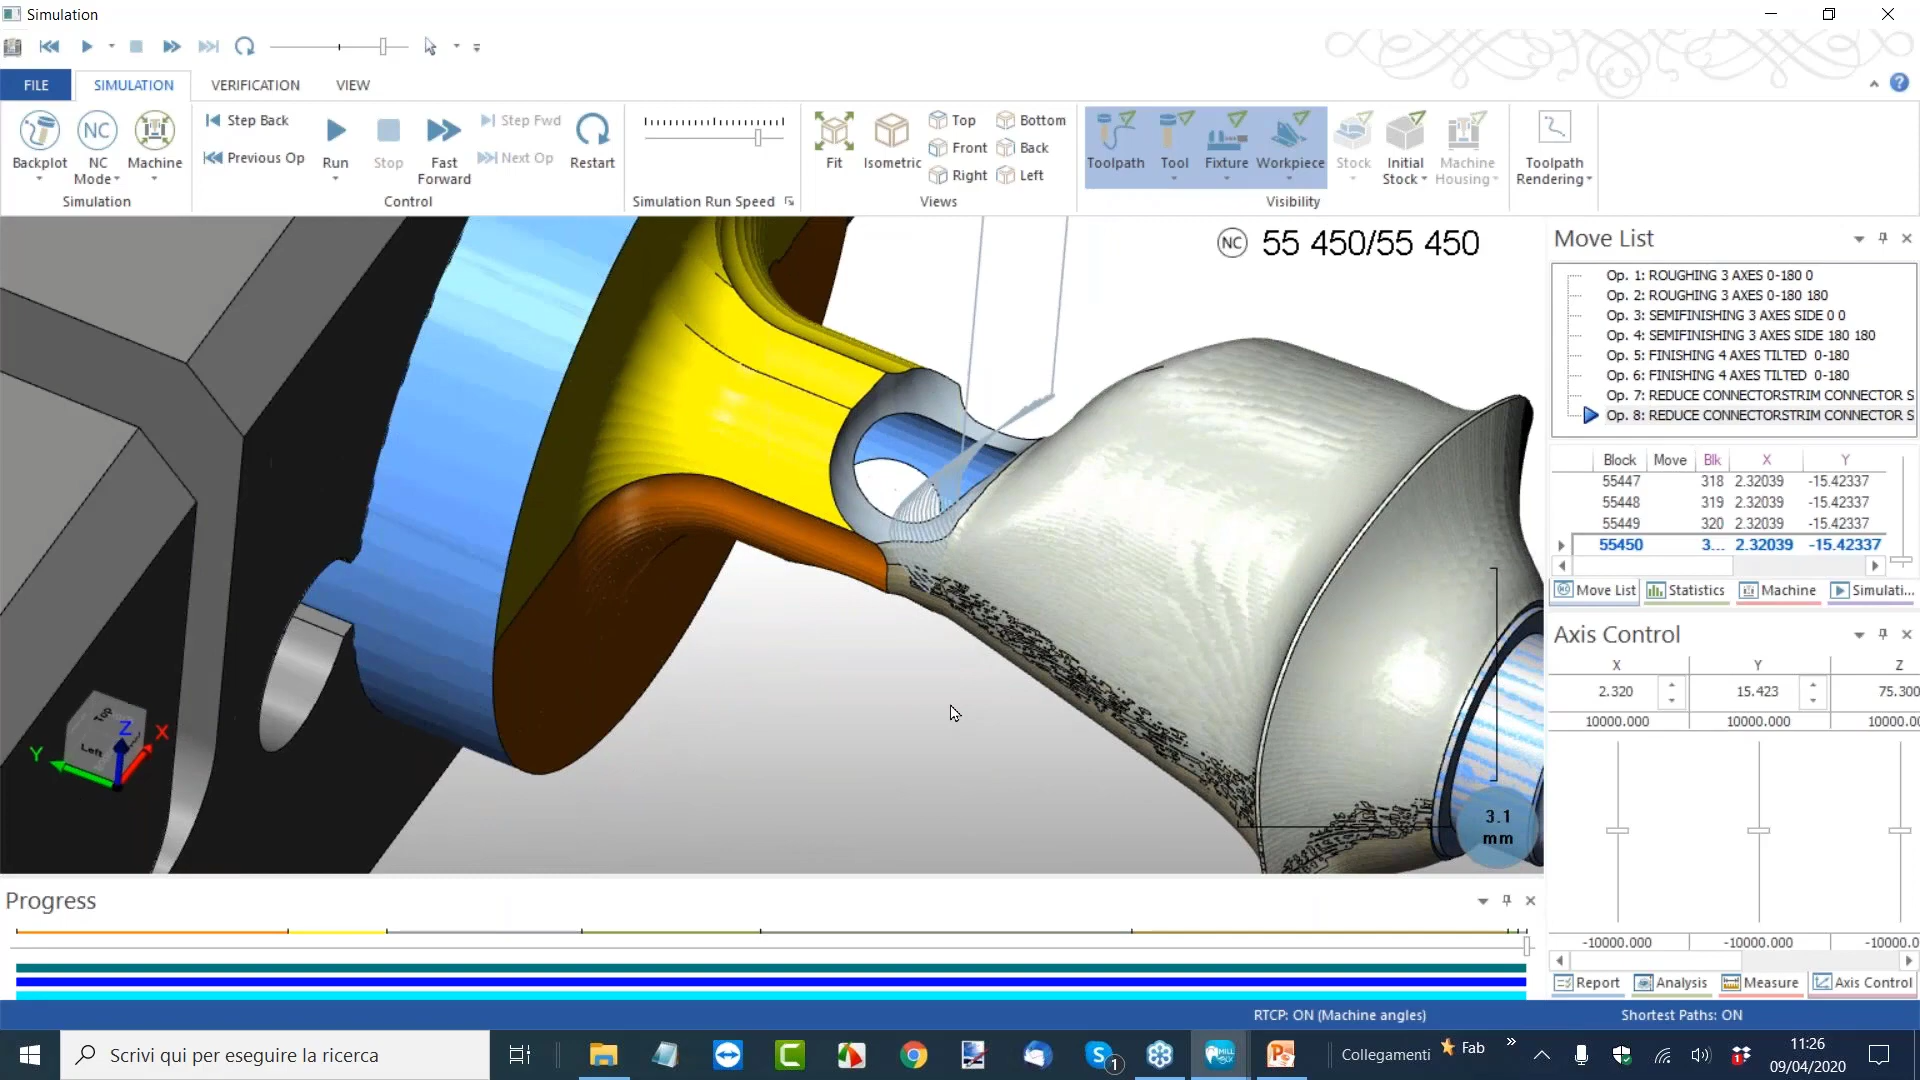 Simulation
FILE
SIMULATION
VERIFICATION
VIEW
Backplot
NC
NC Mode
Machine
Simulation
Step Back
Previous Op
Run
Stop
Fast Forward
Step Fwd
Next Op
Restart
Control
Simulation Run Speed
Fit
Isometric
Top
Front
Right
Bottom
Back
Left
Views
Toolpath
Tool
Fixture
Workpiece
Stock
Initial Stock
Machine Housing
Visibility
Toolpath Rendering
NC 55 450/55 450
Top
Left
Z
X
Y
3.1
mm
Move List
Op. 1: ROUGHING 3 AXES 0-180 0
Op. 2: ROUGHING 3 AXES 0-180 180
Op. 3: SEMIFINISHING 3 AXES SIDE 0 0
Op. 4: SEMIFINISHING 3 AXES SIDE 180 180
Op. 5: FINISHING 4 AXES TILTED 0-180
Op. 6: FINISHING 4 AXES TILTED 0-180
Op. 7: REDUCE CONNECTORSTRIM CONNECTOR S
Op. 8: REDUCE CONNECTORSTRIM CONNECTOR S
Block Move Blk X Y
55447 318 2.32039 -15.42337
55448 319 2.32039 -15.42337
55449 320 2.32039 -15.42337
55450 3... 2.32039 -15.42337
Move List Statistics Machine Simulati...
Axis Control
X Y Z
2.320 15.423 75.300
10000.000 10000.000 10000.0
-10000.000 -10000.000 -10000.0
Report Analysis Measure Axis Control
Progress
RTCP: ON (Machine angles)
Shortest Paths: ON
Scrivi qui per eseguire la ricerca
1
Collegamenti
Fab
11:26
09/04/2020